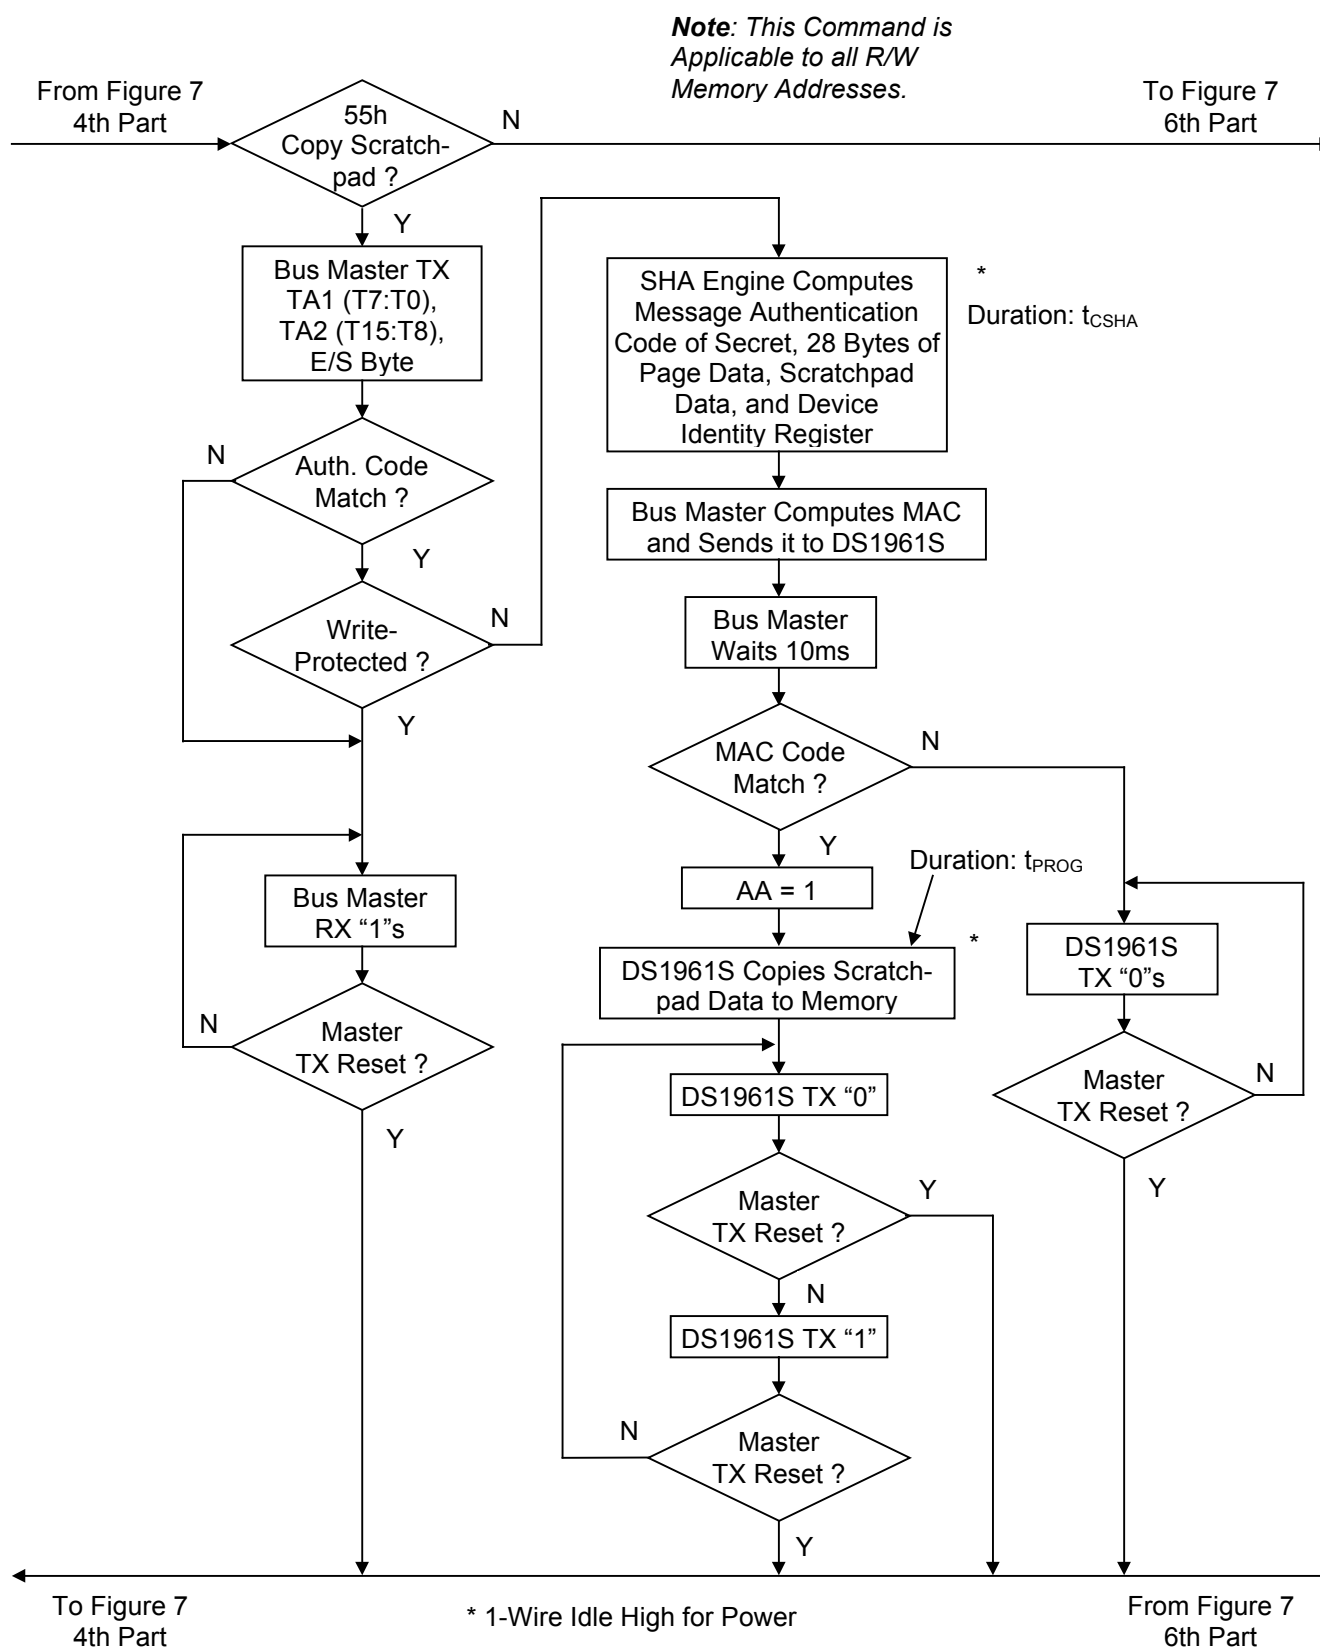 Note: This Command is
Applicable to all R/W
Memory Addresses.
From Figure 7
4th Part
55h
Copy Scratch-
pad ?
N
To Figure 7
6th Part
Y
Bus Master TX
TA1 (T7:T0),
TA2 (T15:T8),
E/S Byte
N
Auth. Code
Match ?
Y
Write-
Protected ?
N
Y
Bus Master
RX “1”s
N
Master
TX Reset ?
Y
SHA Engine Computes
Message Authentication
Code of Secret, 28 Bytes of
Page Data, Scratchpad
Data, and Device
Identity Register
*
Duration: tCSHA
Bus Master Computes MAC
and Sends it to DS1961S
Bus Master
Waits 10ms
MAC Code
Match ?
N
Y
AA = 1
Duration: tPROG
*
DS1961S Copies Scratch-
pad Data to Memory
DS1961S TX “0”
Master
TX Reset ?
Y
N
DS1961S TX “1”
N
Master
TX Reset ?
Y
DS1961S
TX “0”s
Master
TX Reset ?
N
Y
To Figure 7
4th Part
* 1-Wire Idle High for Power
From Figure 7
6th Part